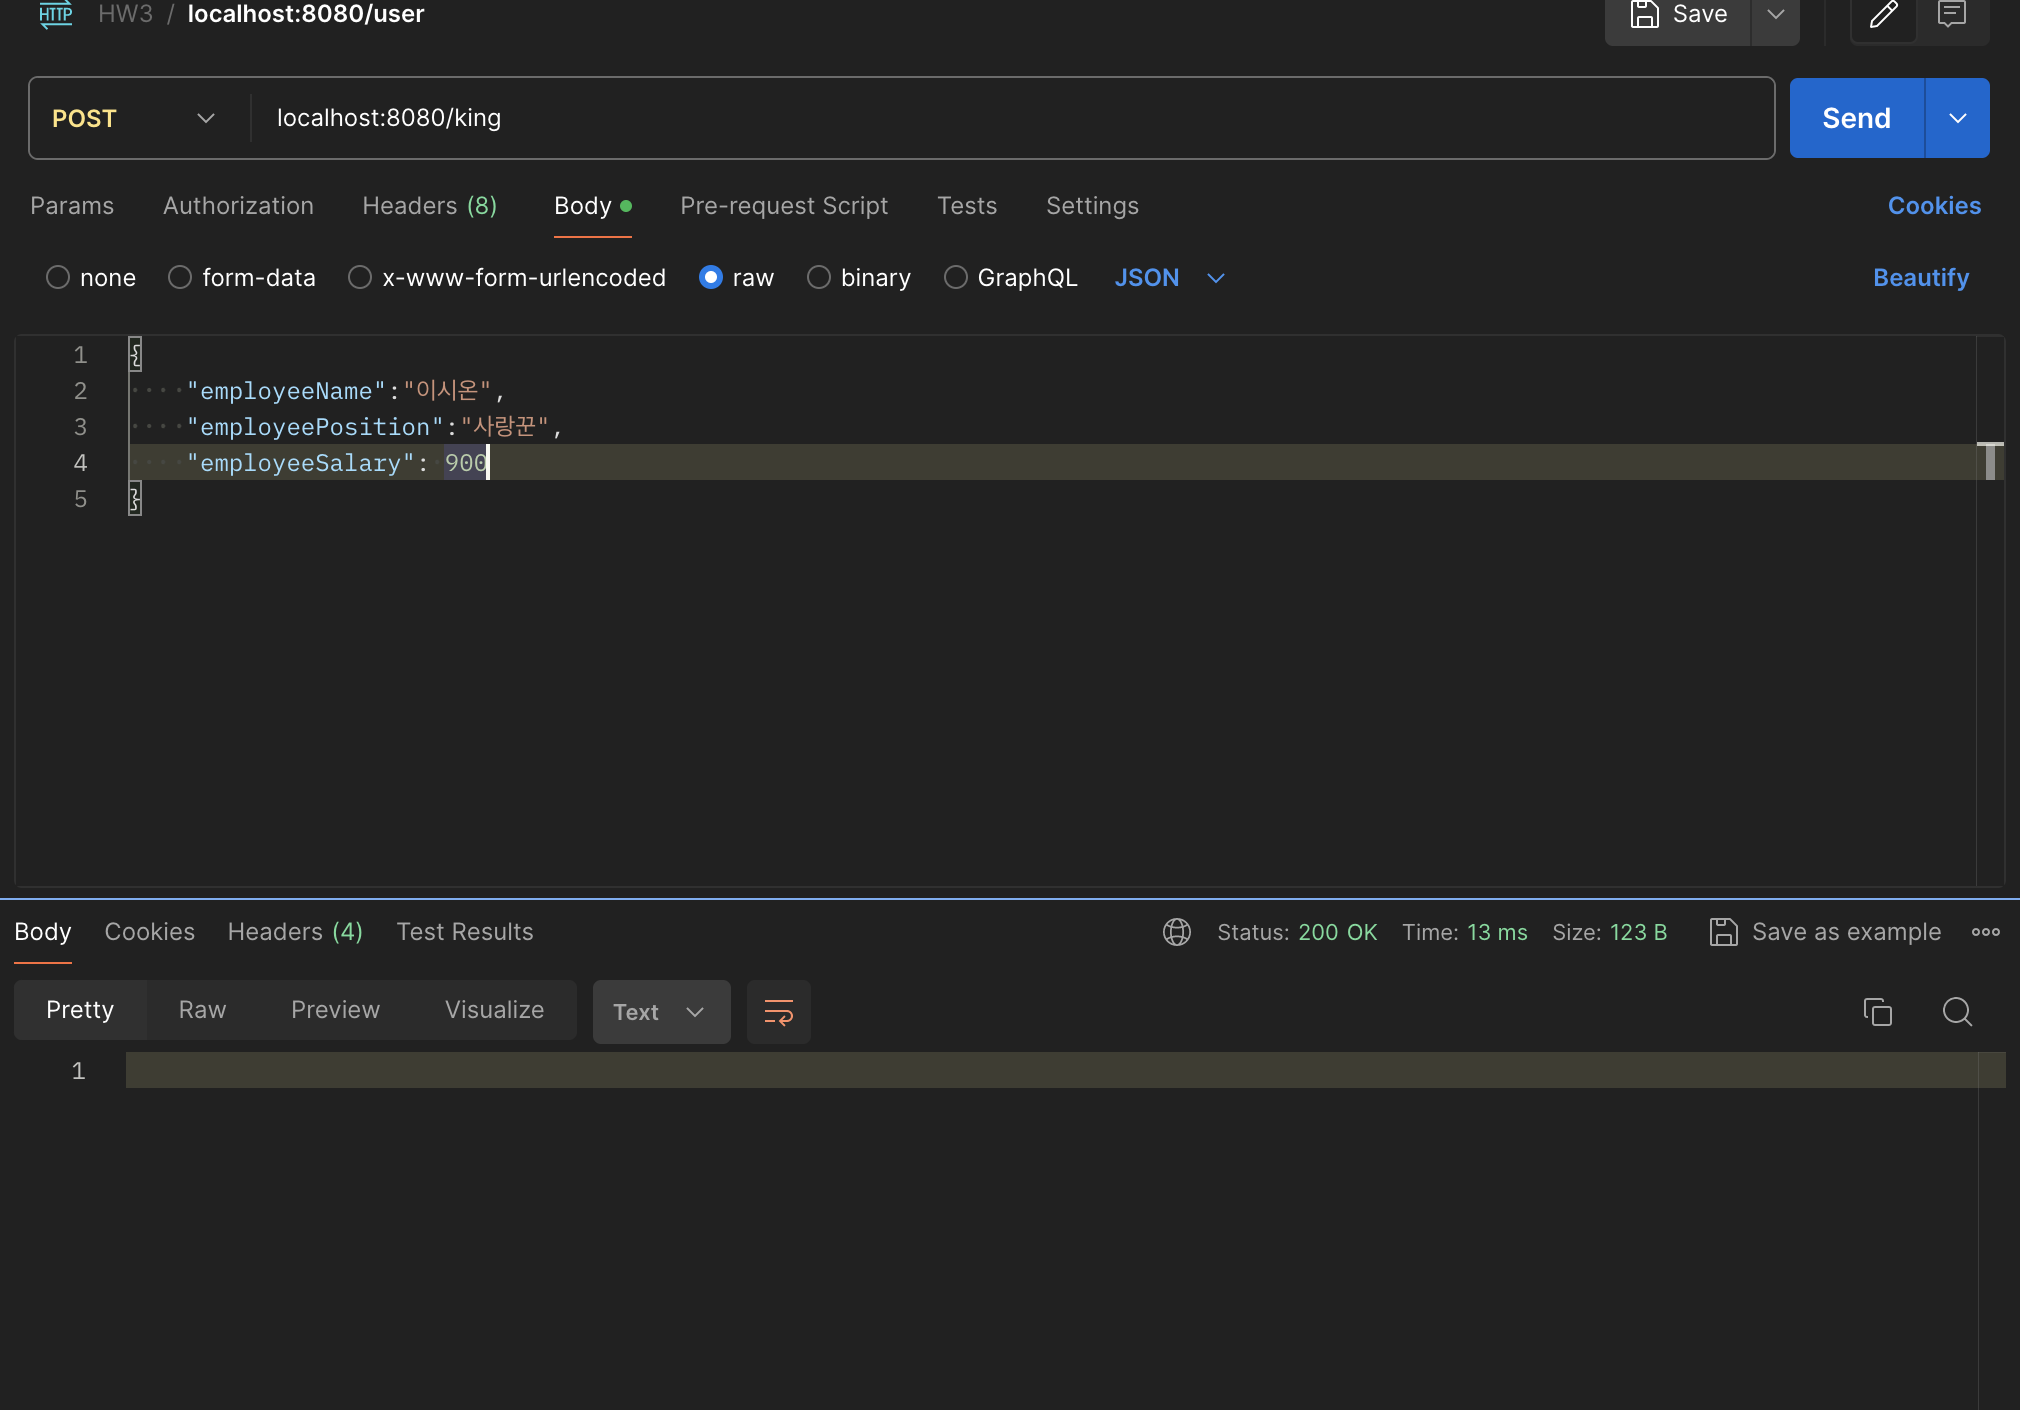 HTTP HW3 / localhost:8080/user Save
POST localhost:8080/king Send
Params Authorization Headers (8) Body Pre-request Script Tests Settings Cookies
none form-data x-www-form-urlencoded raw binary GraphQL JSON Beautify
1 {
2 "employeeName":"이시온",
3 "employeePosition":"사랑꾼",
4 "employeeSalary": 900
5 }
Body Cookies Headers (4) Test Results Status: 200 OK Time: 13 ms Size: 123 B Save as example
Pretty Raw Preview Visualize Text
1